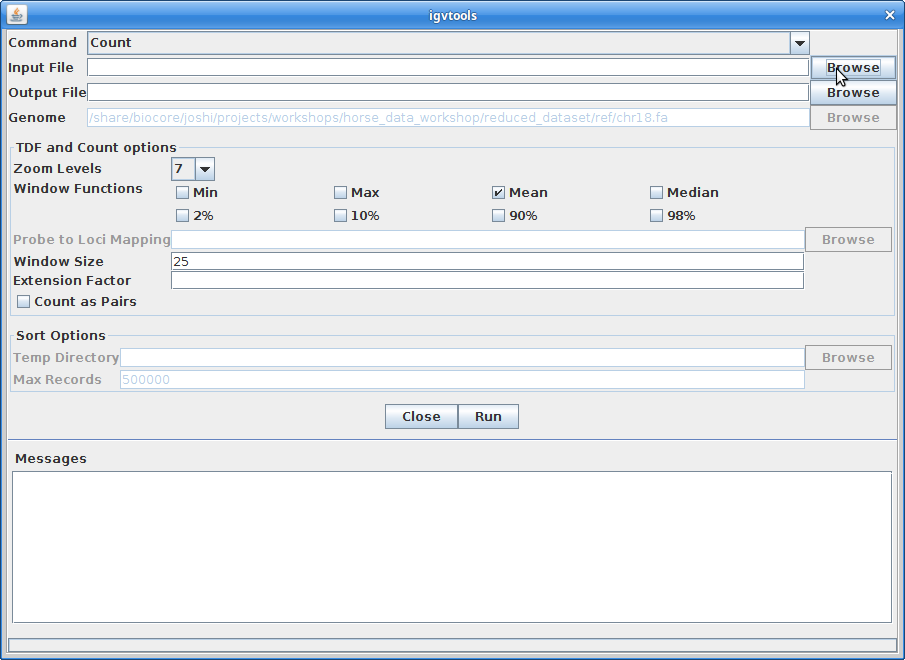 igvtools
Command Count
Input File Browse
Output File Browse
Genome /share/biocore/joshi/projects/workshops/horse_data_workshop/reduced_dataset/ref/chr18.fa Browse
TDF and Count options
Zoom Levels 7
Window Functions
Min Max Mean Median
2% 10% 90% 98%
Probe to Loci Mapping Browse
Window Size 25
Extension Factor
Count as Pairs
Sort Options
Temp Directory Browse
Max Records 500000
Close Run
Messages